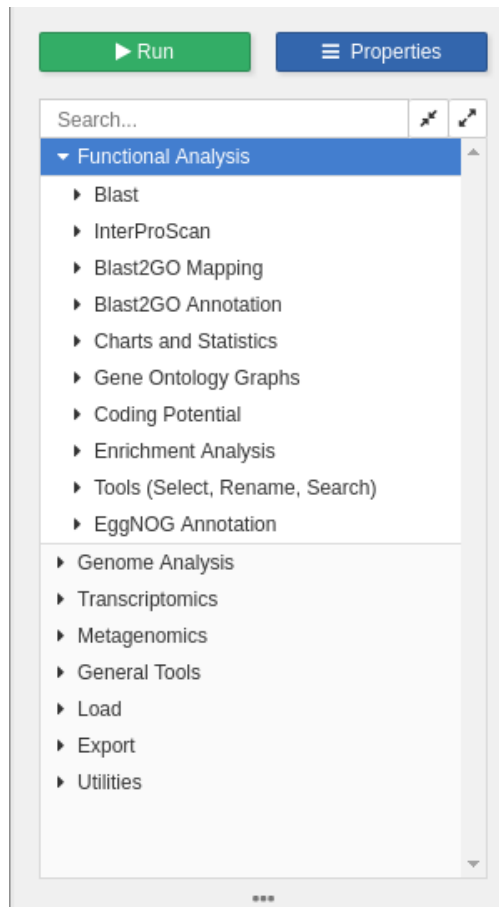 Run
Properties
Search...
Functional Analysis
Blast
InterProScan
Blast2GO Mapping
Blast2GO Annotation
Charts and Statistics
Gene Ontology Graphs
Coding Potential
Enrichment Analysis
Tools (Select, Rename, Search)
EggNOG Annotation
Genome Analysis
Transcriptomics
Metagenomics
General Tools
Load
Export
Utilities